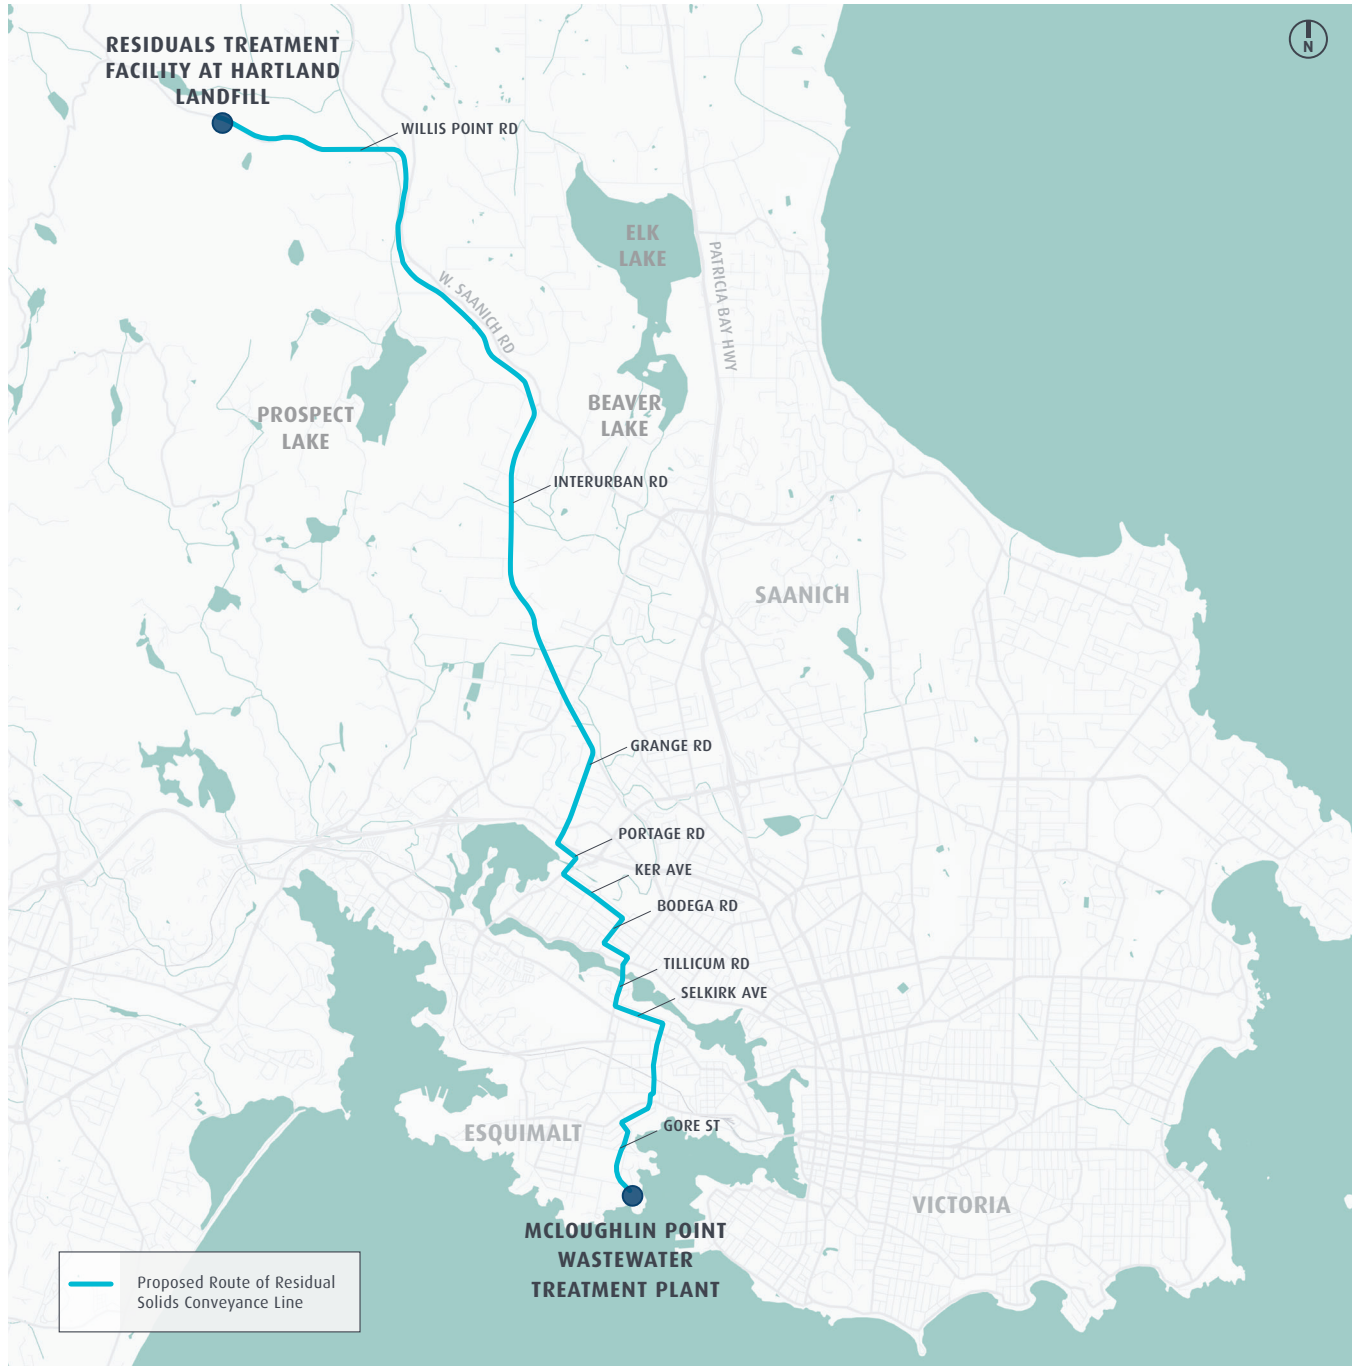 RESIDUALS TREATMENT
FACILITY AT HARTLAND
LANDFILL
N
WILLIS POINT RD
ELK
LAKE
PATRICIA BAY HWY
W. SAANICH RD
PROSPECT
LAKE
BEAVER
LAKE
INTERURBAN RD
SAANICH
GRANGE RD
PORTAGE RD
KER AVE
BODEGA RD
TILLICUM RD
SELKIRK AVE
GORE ST
ESQUIMALT
VICTORIA
MCLOUGHLIN POINT
WASTEWATER
TREATMENT PLANT
Proposed Route of Residual
Solids Conveyance Line